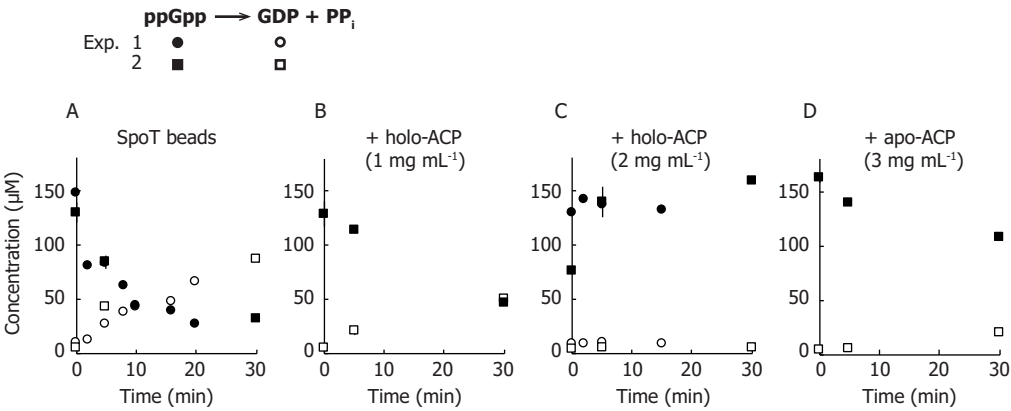 ppGpp ⟶ GDP + PPi
Exp. 1 ● ○
2 ■ □
A
SpoT beads
B
+ holo-ACP
(1 mg mL-1)
C
+ holo-ACP
(2 mg mL-1)
D
+ apo-ACP
(3 mg mL-1)
Concentration (µM)
150
100
50
0
0 10 20 30
Time (min)
150
100
50
0
0 10 20 30
Time (min)
150
100
50
0
0 10 20 30
Time (min)
150
100
50
0
0 10 20 30
Time (min)